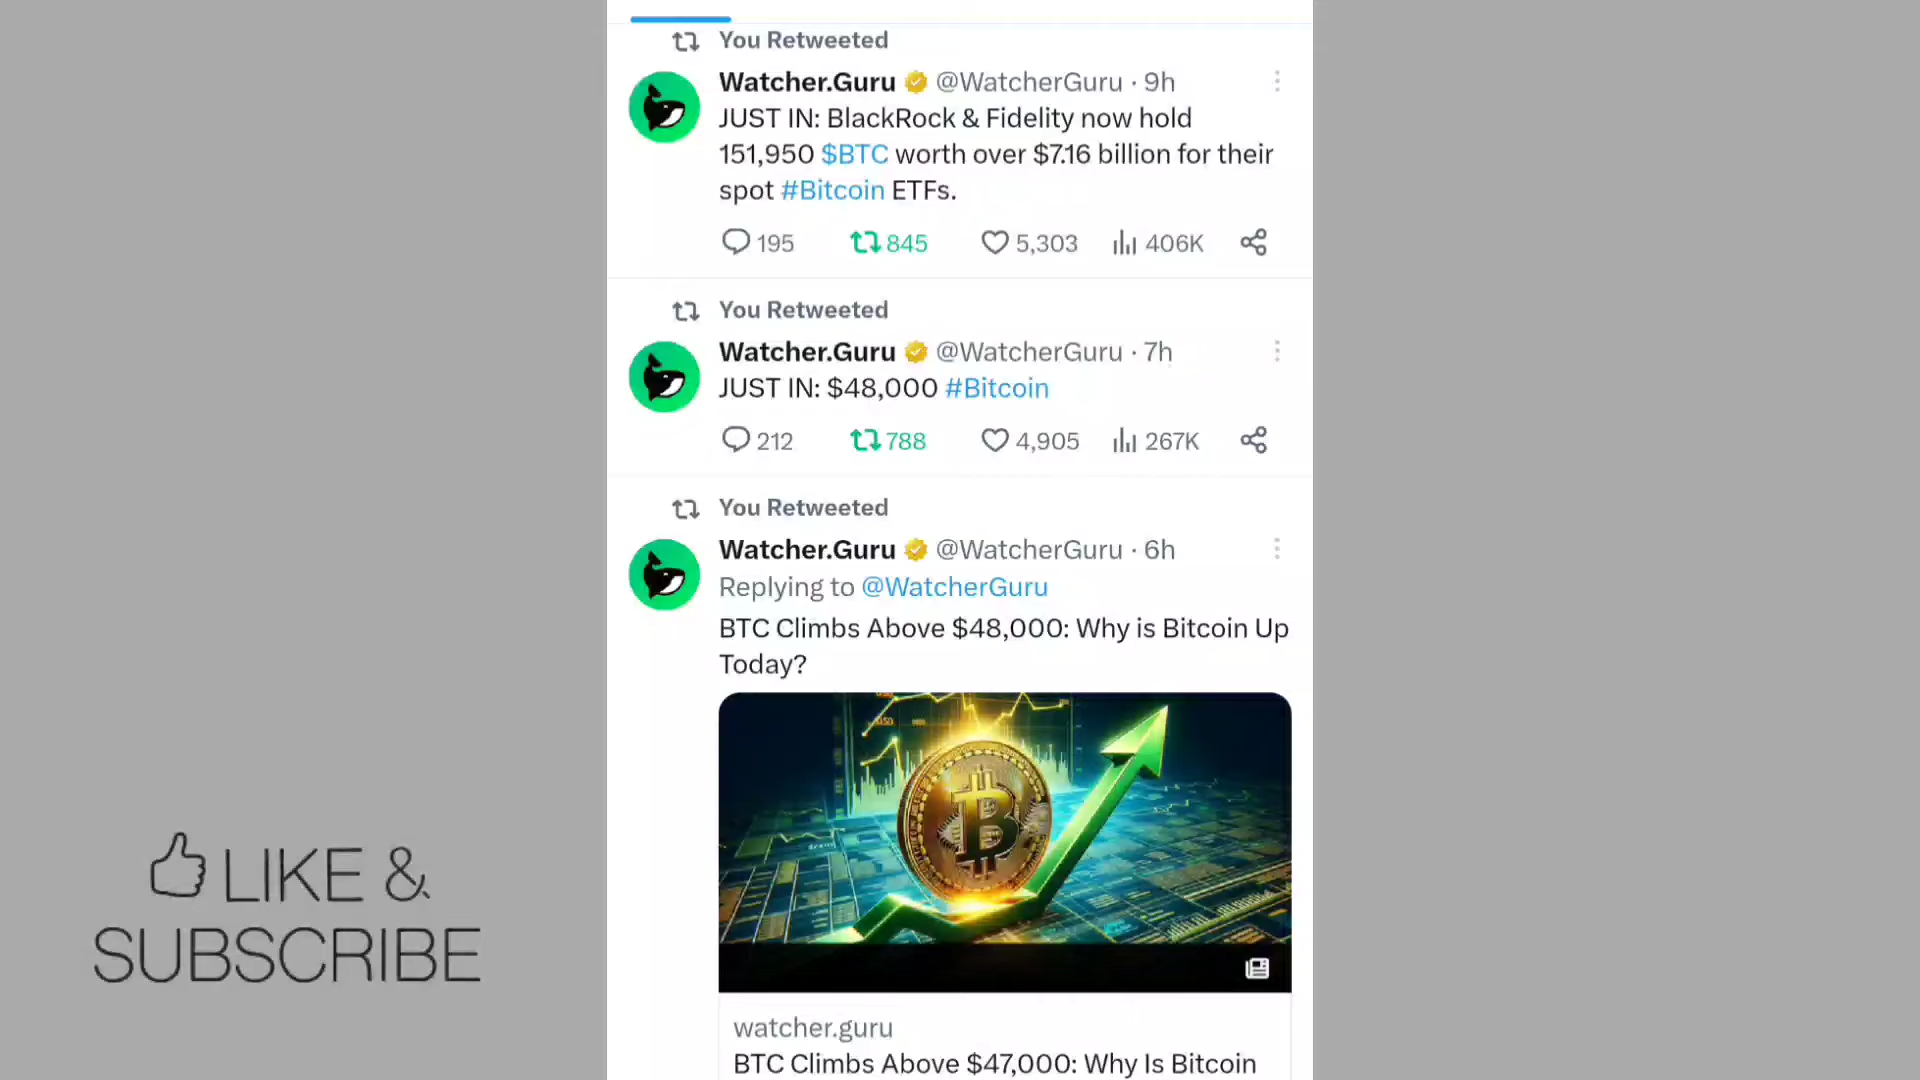 You Retweeted
Watcher.Guru @WatcherGuru · 9h
JUST IN: BlackRock & Fidelity now hold
151,950 $BTC worth over $7.16 billion for their
spot #Bitcoin ETFs.
195 845 5,303 406K
You Retweeted
Watcher.Guru @WatcherGuru · 7h
JUST IN: $48,000 #Bitcoin
212 788 4,905 267K
You Retweeted
Watcher.Guru @WatcherGuru · 6h
Replying to @WatcherGuru
BTC Climbs Above $48,000: Why is Bitcoin Up
Today?
watcher.guru
BTC Climbs Above $47,000: Why Is Bitcoin
LIKE &
SUBSCRIBE